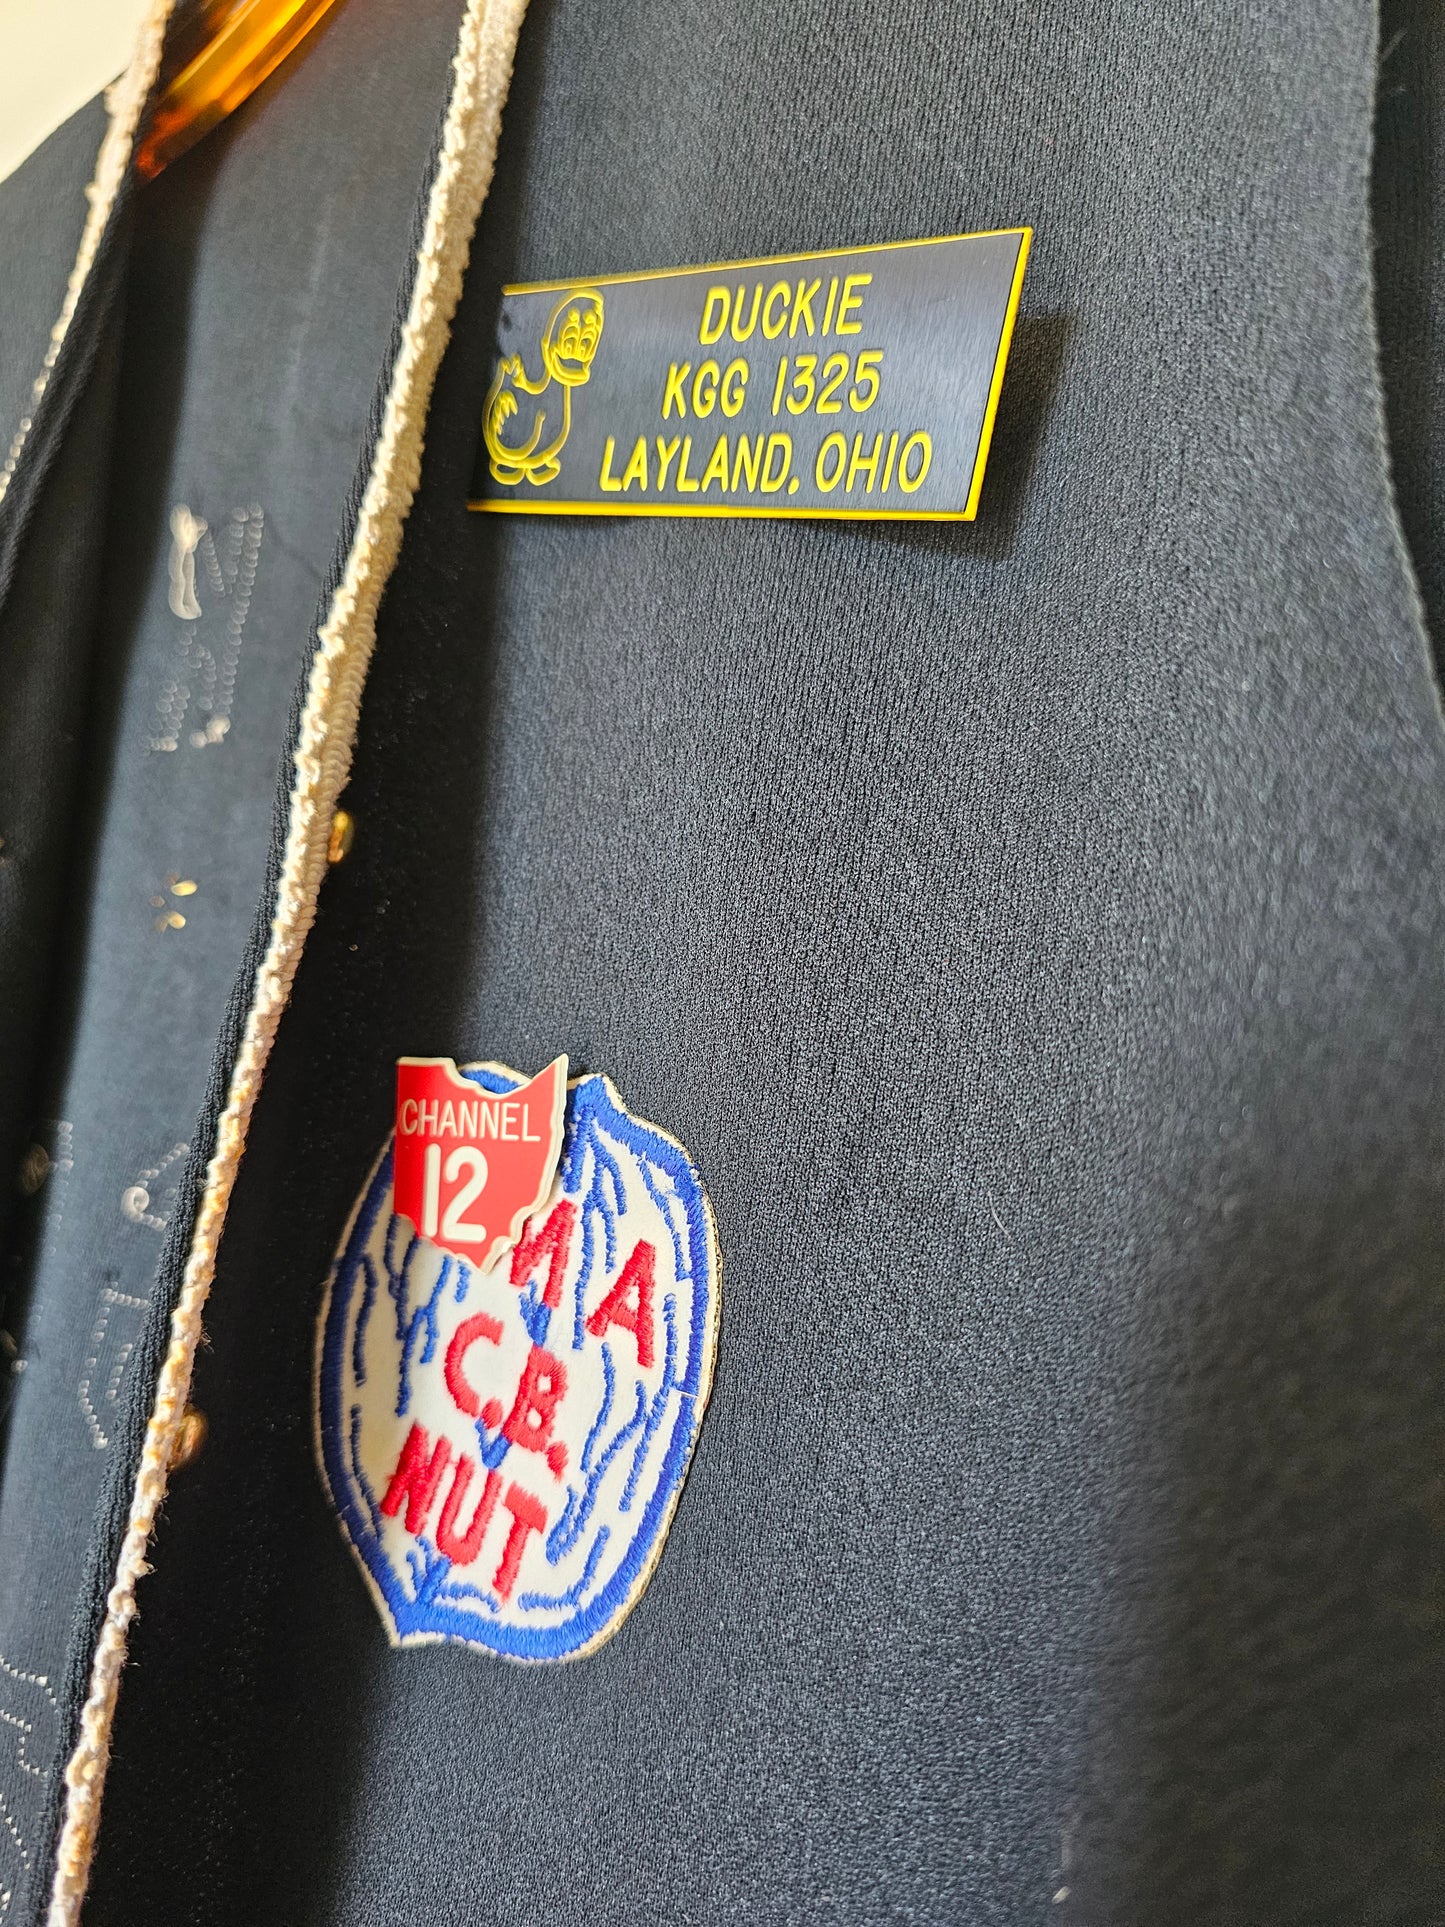 DUCKIE
KGG 1325
LAYLAND, OHIO
CHANNEL
12
A
C.B.
NUT